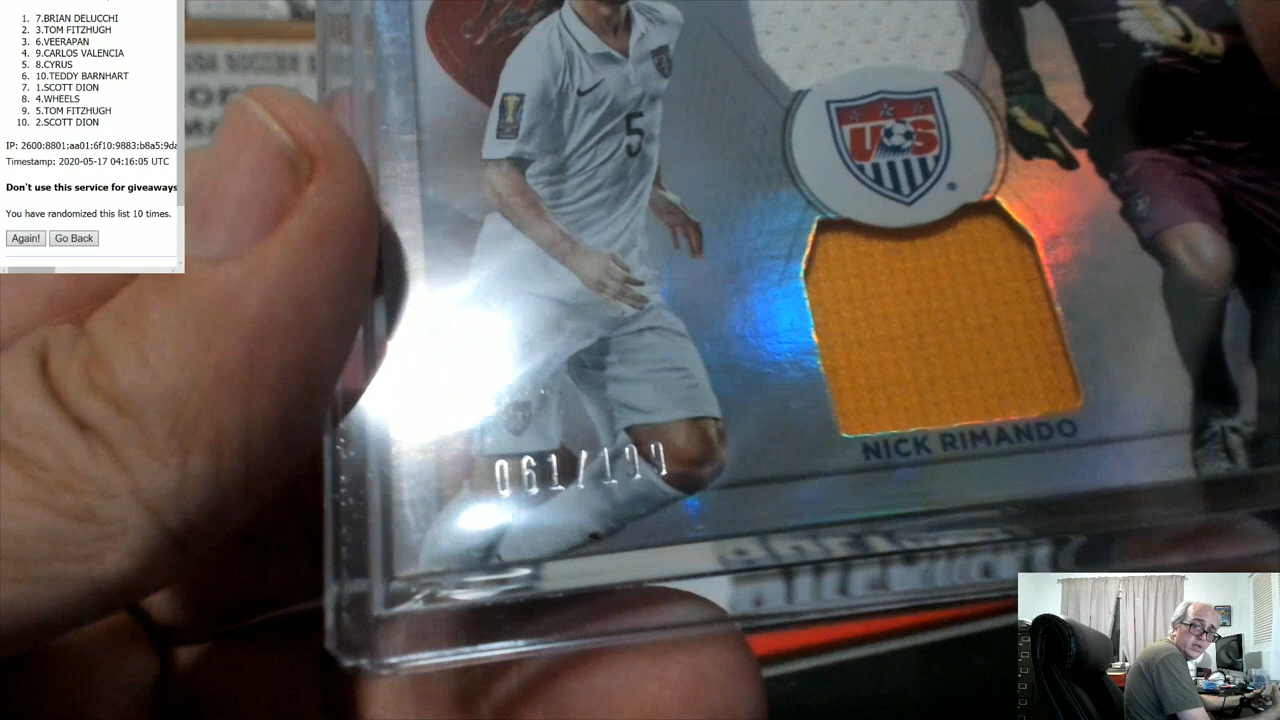 1. 7.BRIAN DELUCCHI
2. 3.TOM FITZHUGH
3. 6.VEERAPAN
4. 9.CARLOS VALENCIA
5. 8.CYRUS
6. 10.TEDDY BARNHART
7. 1.SCOTT DION
8. 4.WHEELS
9. 5.TOM FITZHUGH
10. 2.SCOTT DION
IP: 2600:8801:aa01:6f10:9883:b8a5:9da
Timestamp: 2020-05-17 04:16:05 UTC
Don't use this service for giveaways
You have randomized this list 10 times.
Again! Go Back
5
US
NICK RIMANDO
061/199